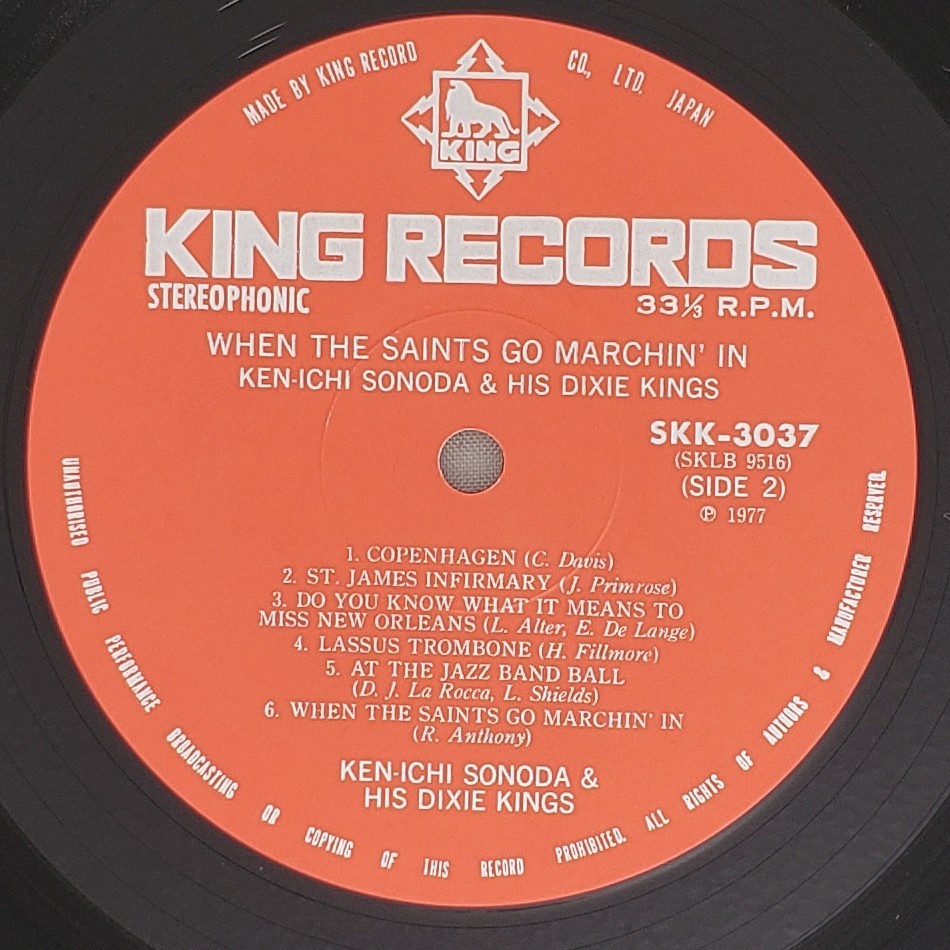 MADE BY KING RECORD CO., LTD. JAPAN
KING
KING RECORDS
STEREOPHONIC
33⅓ R.P.M.
WHEN THE SAINTS GO MARCHIN' IN
KEN-ICHI SONODA & HIS DIXIE KINGS
SKK-3037
(SKLB 9516)
(SIDE 2)
℗ 1977
1. COPENHAGEN (C. Davis)
2. ST. JAMES INFIRMARY (J. Primrose)
3. DO YOU KNOW WHAT IT MEANS TO
MISS NEW ORLEANS (L. Alter, E. De Lange)
4. LASSUS TROMBONE (H. Fillmore)
5. AT THE JAZZ BAND BALL
(D. J. La Rocca, L. Shields)
6. WHEN THE SAINTS GO MARCHIN' IN
(R. Anthony)
KEN-ICHI SONODA &
HIS DIXIE KINGS
UNAUTHORISED PUBLIC PERFORMANCE BROADCASTING OR COPYING OF THIS RECORD PROHIBITED. ALL RIGHTS OF AUTHORS & MANUFACTORER RESERVED.